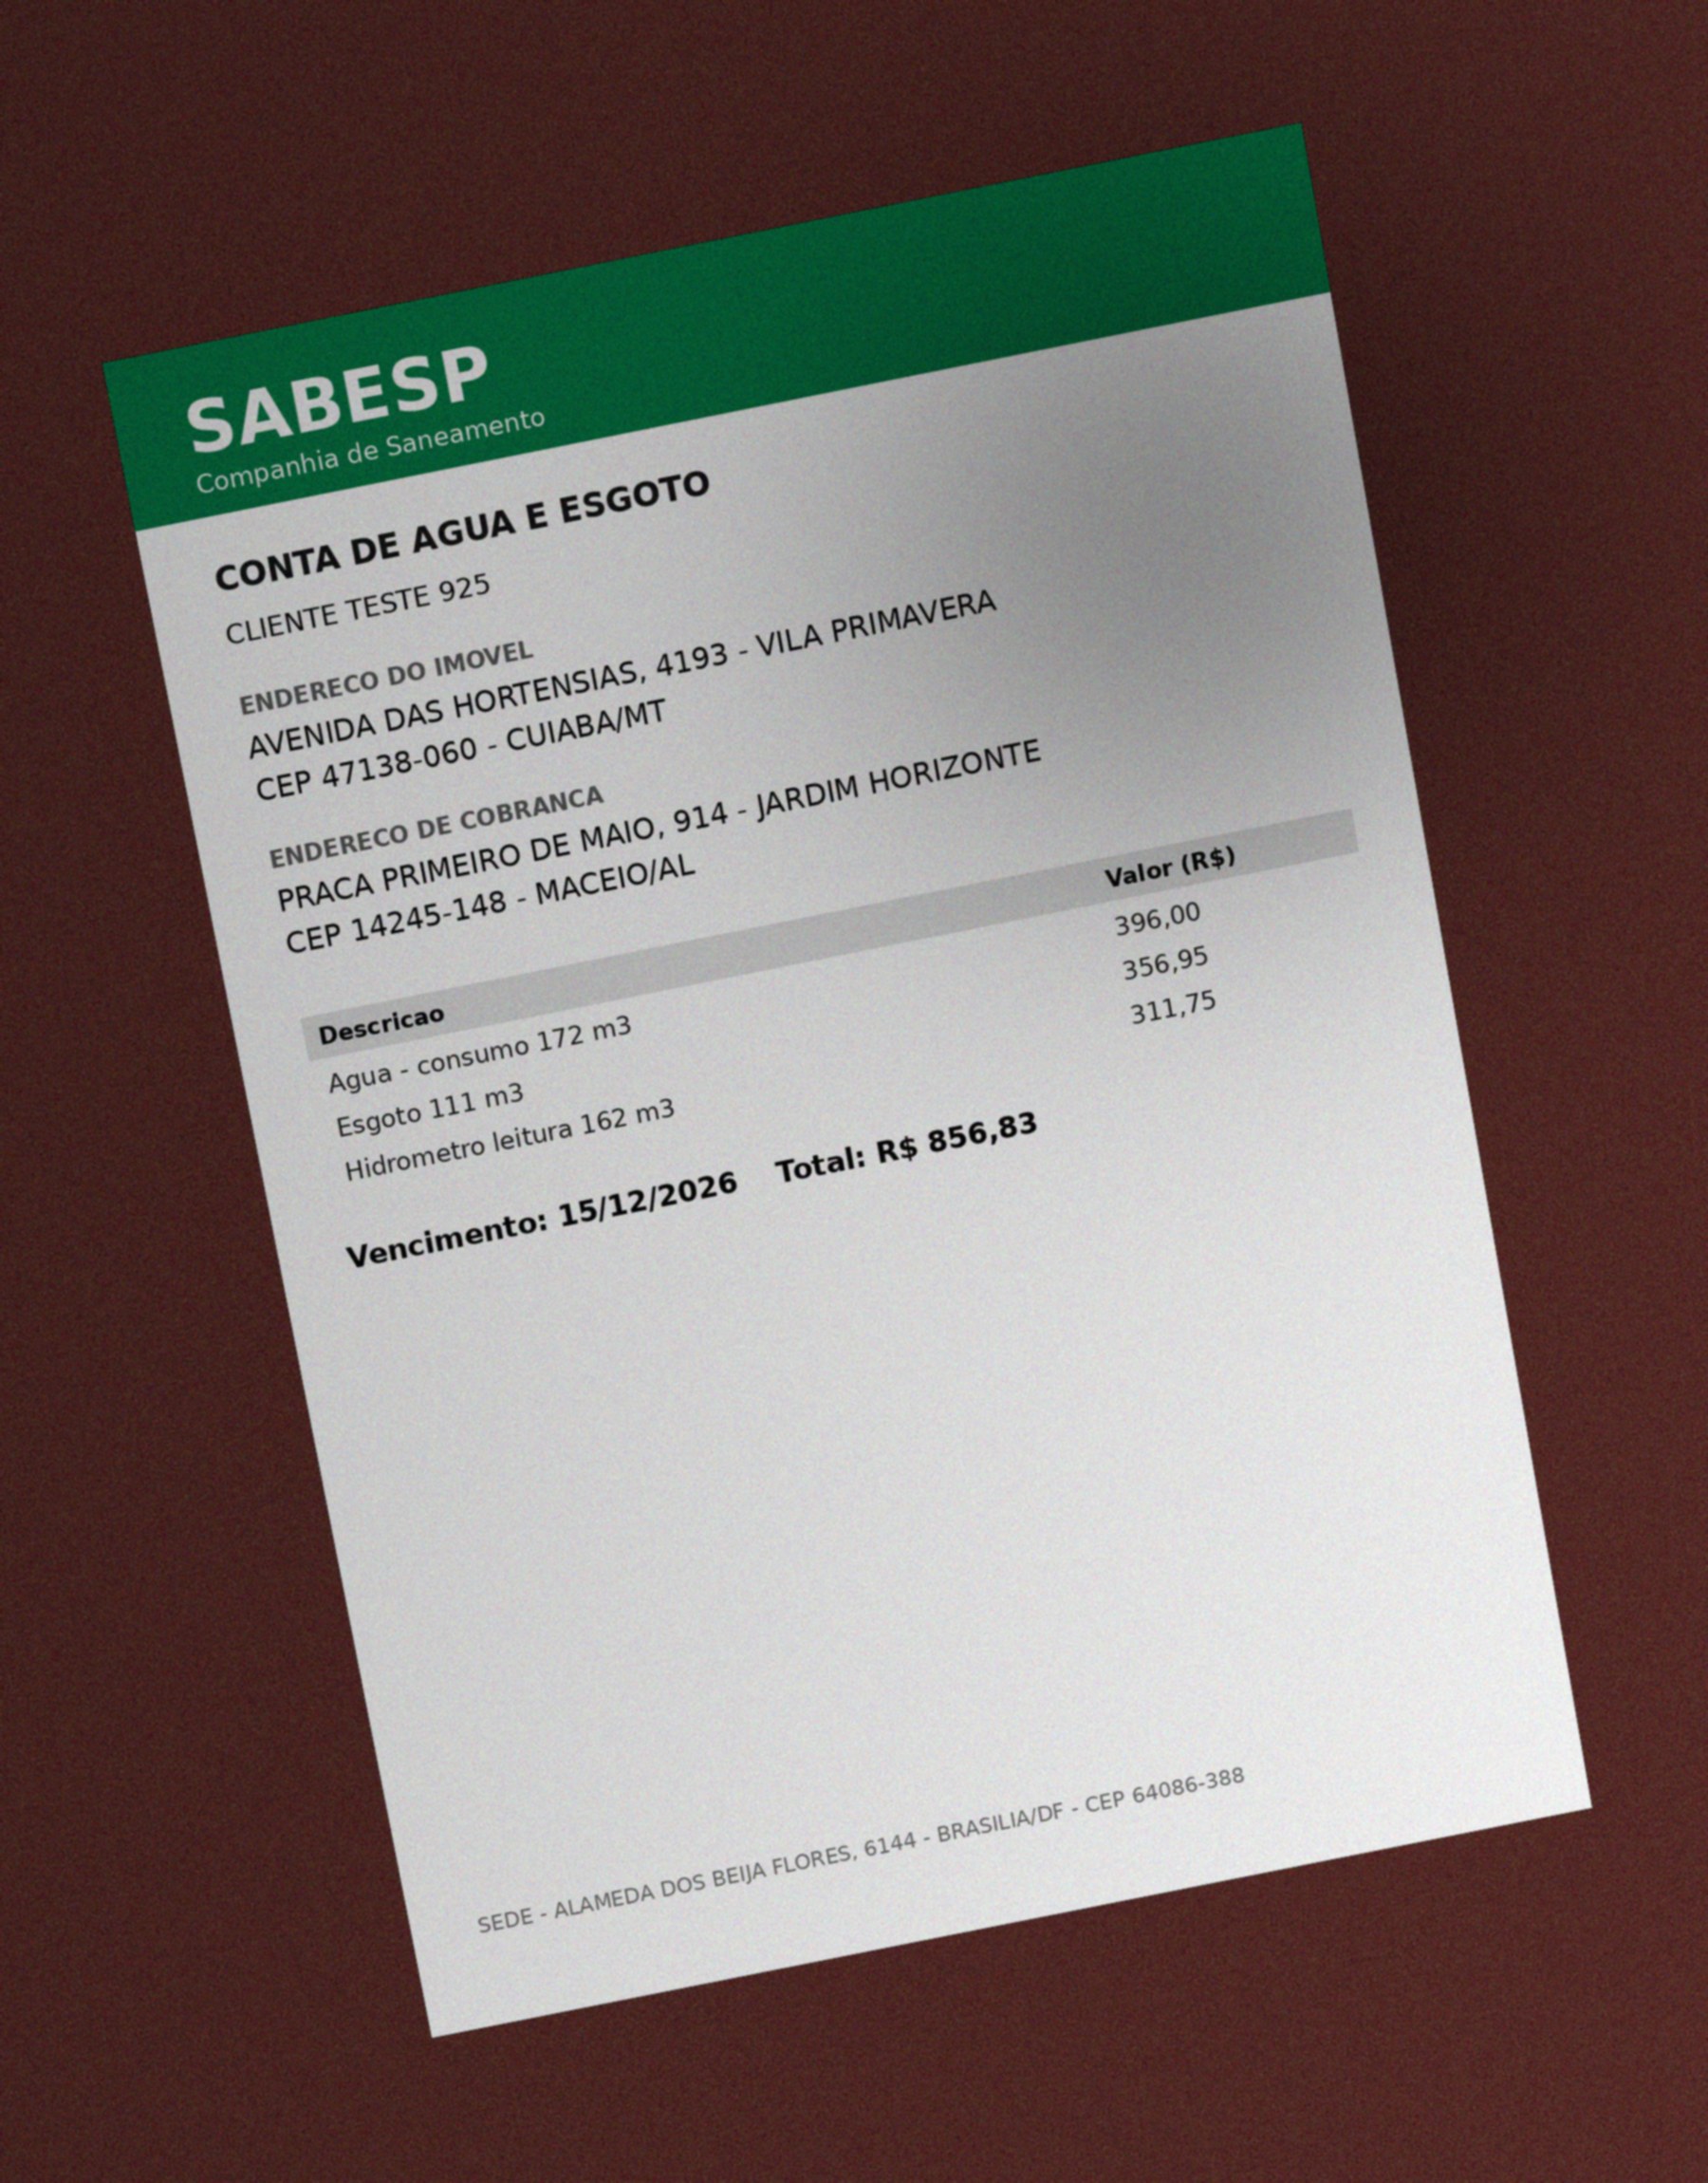 SABESP
Companhia de Saneamento
CONTA DE AGUA E ESGOTO
CLIENTE TESTE 925
ENDERECO DO IMOVEL
AVENIDA DAS HORTENSIAS, 4193 - VILA PRIMAVERA
CEP 47138-060 - CUIABA/MT
ENDERECO DE COBRANCA
PRACA PRIMEIRO DE MAIO, 914 - JARDIM HORIZONTE
CEP 14245-148 - MACEIO/AL
Descricao Valor (R$)
Agua - consumo 172 m3 396,00
Esgoto 111 m3 356,95
Hidrometro leitura 162 m3 311,75
Vencimento: 15/12/2026 Total: R$ 856,83
SEDE - ALAMEDA DOS BEIJA FLORES, 6144 - BRASILIA/DF - CEP 64086-388